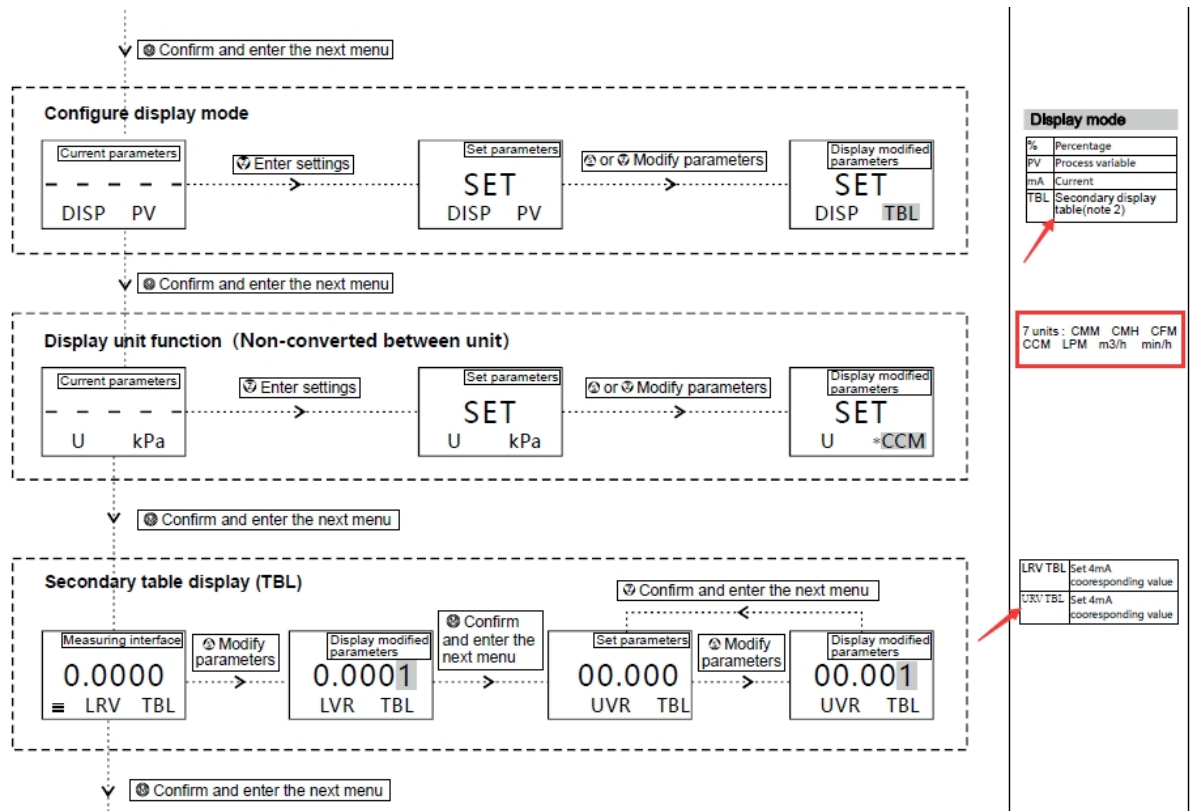 Confirm and enter the next menu
Configure display mode
Current parameters
– – – – –
DISP PV
Enter settings
Set parameters
SET
DISP PV
or Modify parameters
Display modified
parameters
SET
DISP TBL
Confirm and enter the next menu
Display unit function（Non-converted between unit）
Current parameters
– – – – –
U kPa
Enter settings
Set parameters
SET
U kPa
or Modify parameters
Display modified
parameters
SET
U *CCM
Confirm and enter the next menu
Secondary table display (TBL)
Confirm and enter the next menu
Measuring interface
0.0000
LRV TBL
Modify
parameters
Display modified
parameters
0.0001
LVR TBL
Confirm
and enter the
next menu
Set parameters
00.000
UVR TBL
Modify
parameters
Display modified
parameters
00.001
UVR TBL
Confirm and enter the next menu
Display mode
% Percentage
PV Process variable
mA Current
TBL Secondary display
table(note 2)
7 units : CMM CMH CFM
CCM LPM m3/h min/h
LRV TBL Set 4mA
cooresponding value
URV TBL Set 4mA
cooresponding value